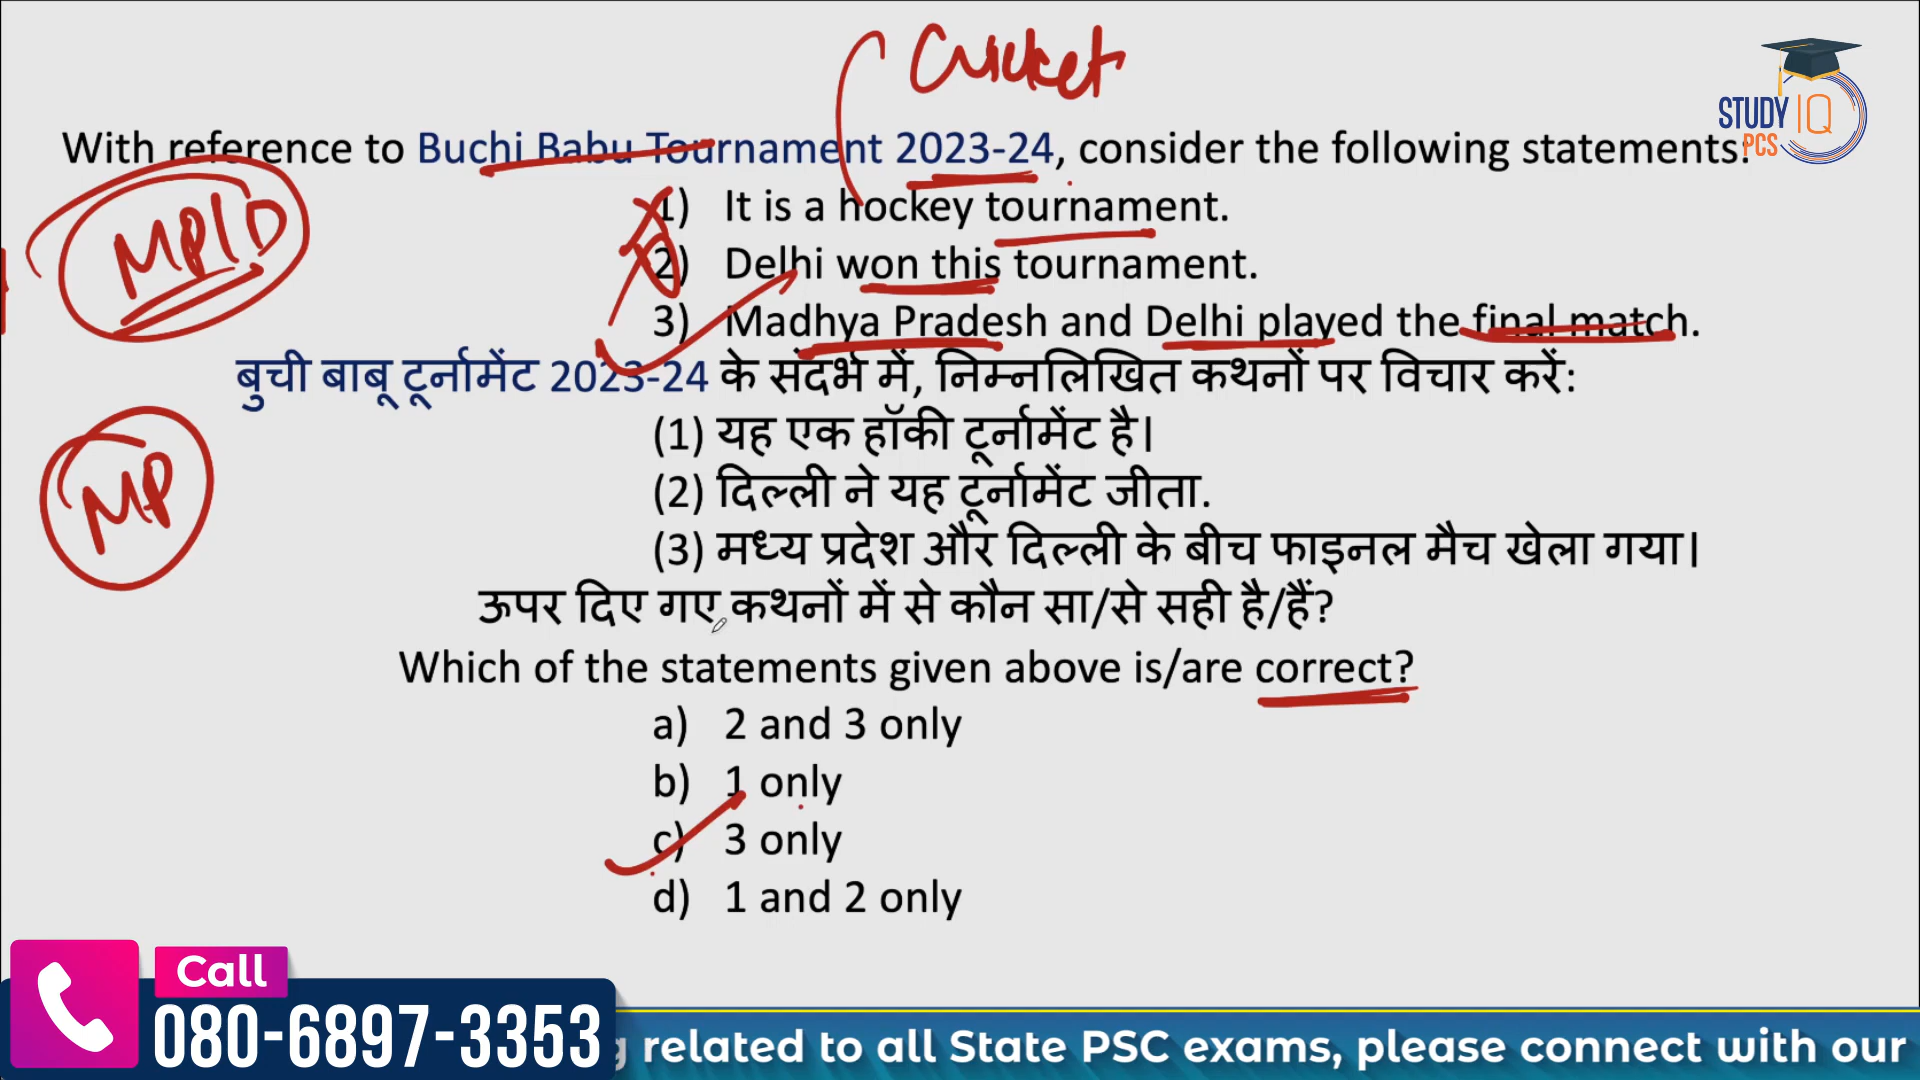 Cricket
STUDY IQ
PCS
With reference to Buchi Babu Tournament 2023-24, consider the following statements:
MP/D
1) It is a hockey tournament.
2) Delhi won this tournament.
3) Madhya Pradesh and Delhi played the final match.
बुची बाबू टूर्नामेंट 2023-24 के संदर्भ में, निम्नलिखित कथनों पर विचार करें:
(1) यह एक हॉकी टूर्नामेंट है।
MP
(2) दिल्ली ने यह टूर्नामेंट जीता.
(3) मध्य प्रदेश और दिल्ली के बीच फाइनल मैच खेला गया।
ऊपर दिए गए कथनों में से कौन सा/से सही है/हैं?
Which of the statements given above is/are correct?
a) 2 and 3 only
b) 1 only
c) 3 only
d) 1 and 2 only
Call
080-6897-3353
g related to all State PSC exams, please connect with our